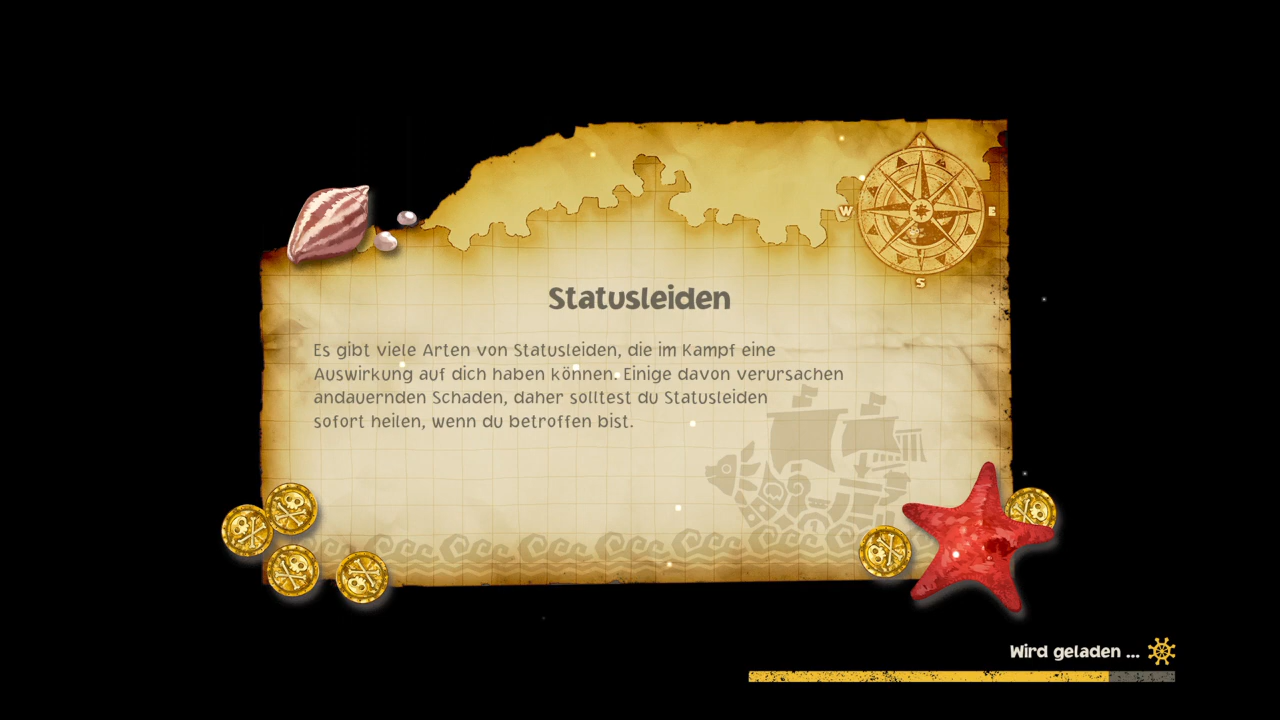 N
W
E
S
Statusleiden
Es gibt viele Arten von Statusleiden, die im Kampf eine
Auswirkung auf dich haben können. Einige davon verursachen
andauernden Schaden, daher solltest du Statusleiden
sofort heilen, wenn du betroffen bist.
Wird geladen ...